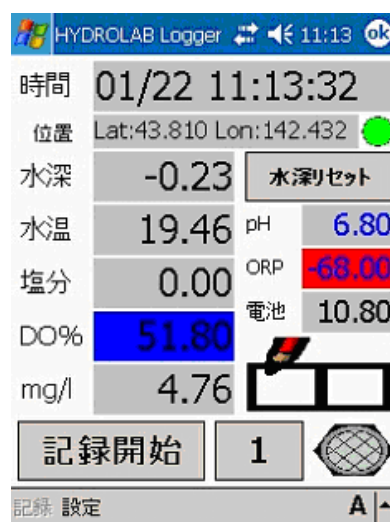 HYDROLAB Logger 11:13 ok
時間 01/22 11:13:32
位置 Lat:43.810 Lon:142.432
水深 -0.23 水深リセット
水温 19.46 pH 6.80
塩分 0.00 ORP -68.00
電池 10.80
DO% 51.80
mg/l 4.76
記録開始 1
記録 設定 A